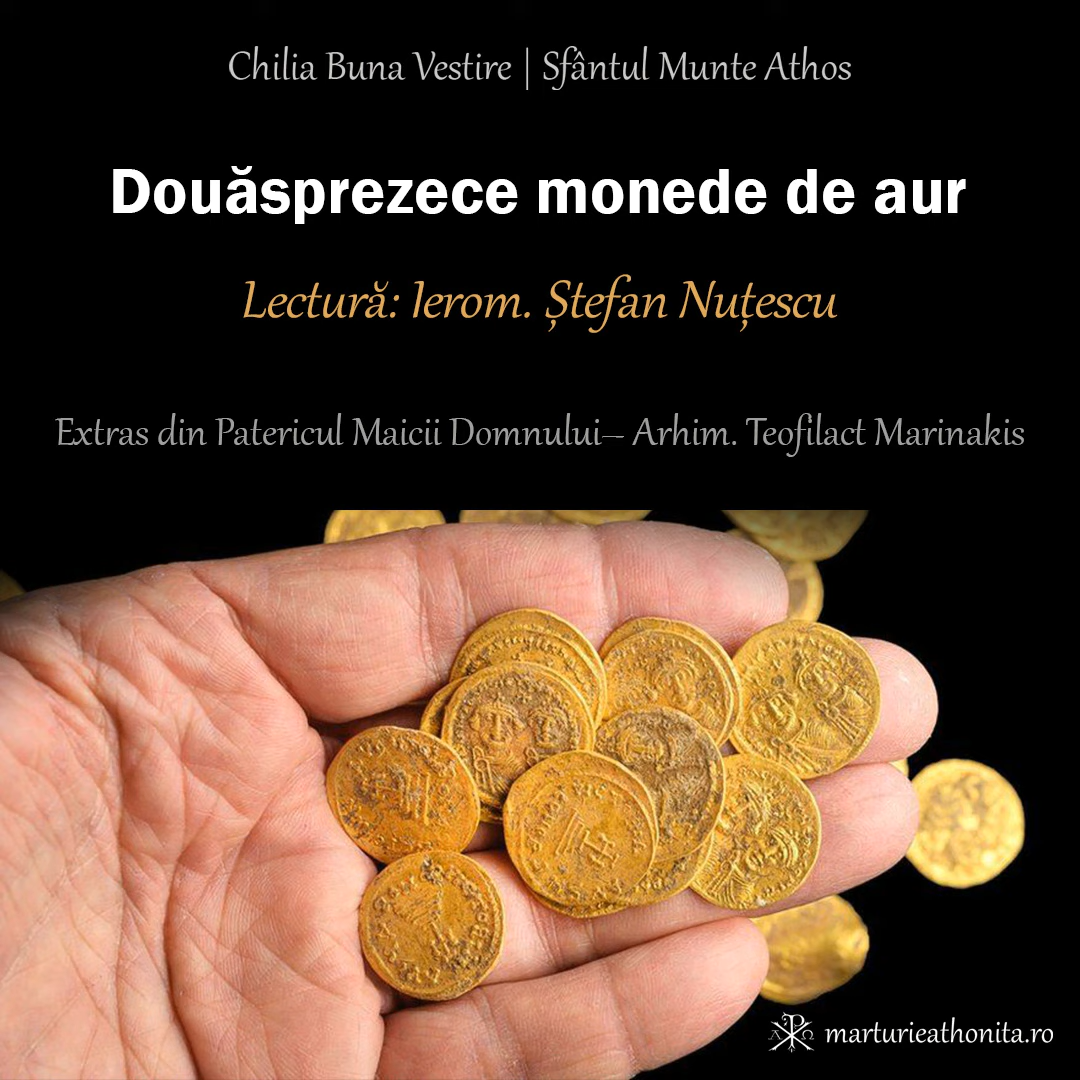 Chilia Buna Vestire | Sfântul Munte Athos
Douăsprezece monede de aur
Lectură: Ierom. Ștefan Nuțescu
Extras din Patericul Maicii Domnului– Arhim. Teofilact Marinakis
marturieathonita.ro